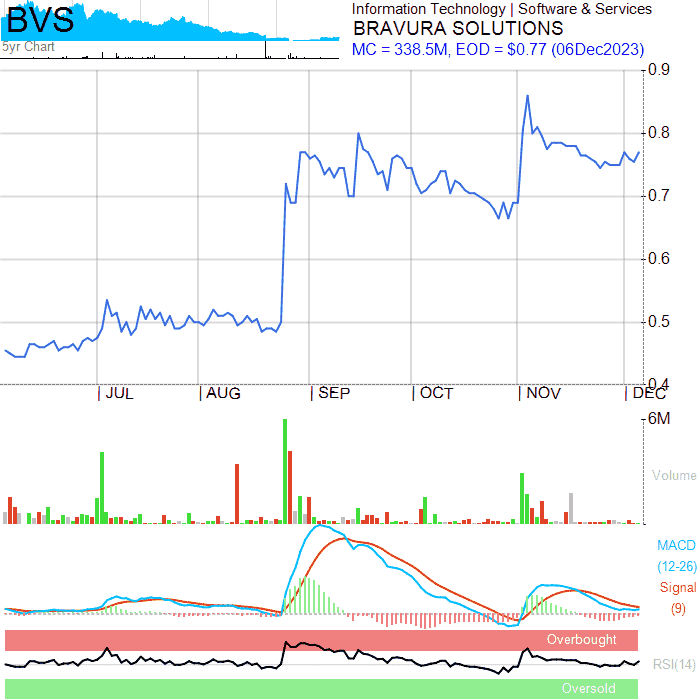 BVS
5yr Chart
Information Technology | Software & Services
BRAVURA SOLUTIONS
MC = 338.5M, EOD = $0.77 (06Dec2023)
0.9
0.8
0.7
0.6
0.5
0.4
JUL
AUG
SEP
OCT
NOV
DEC
6M
Volume
MACD
(12-26)
Signal
(9)
Overbought
RSI(14)
Oversold